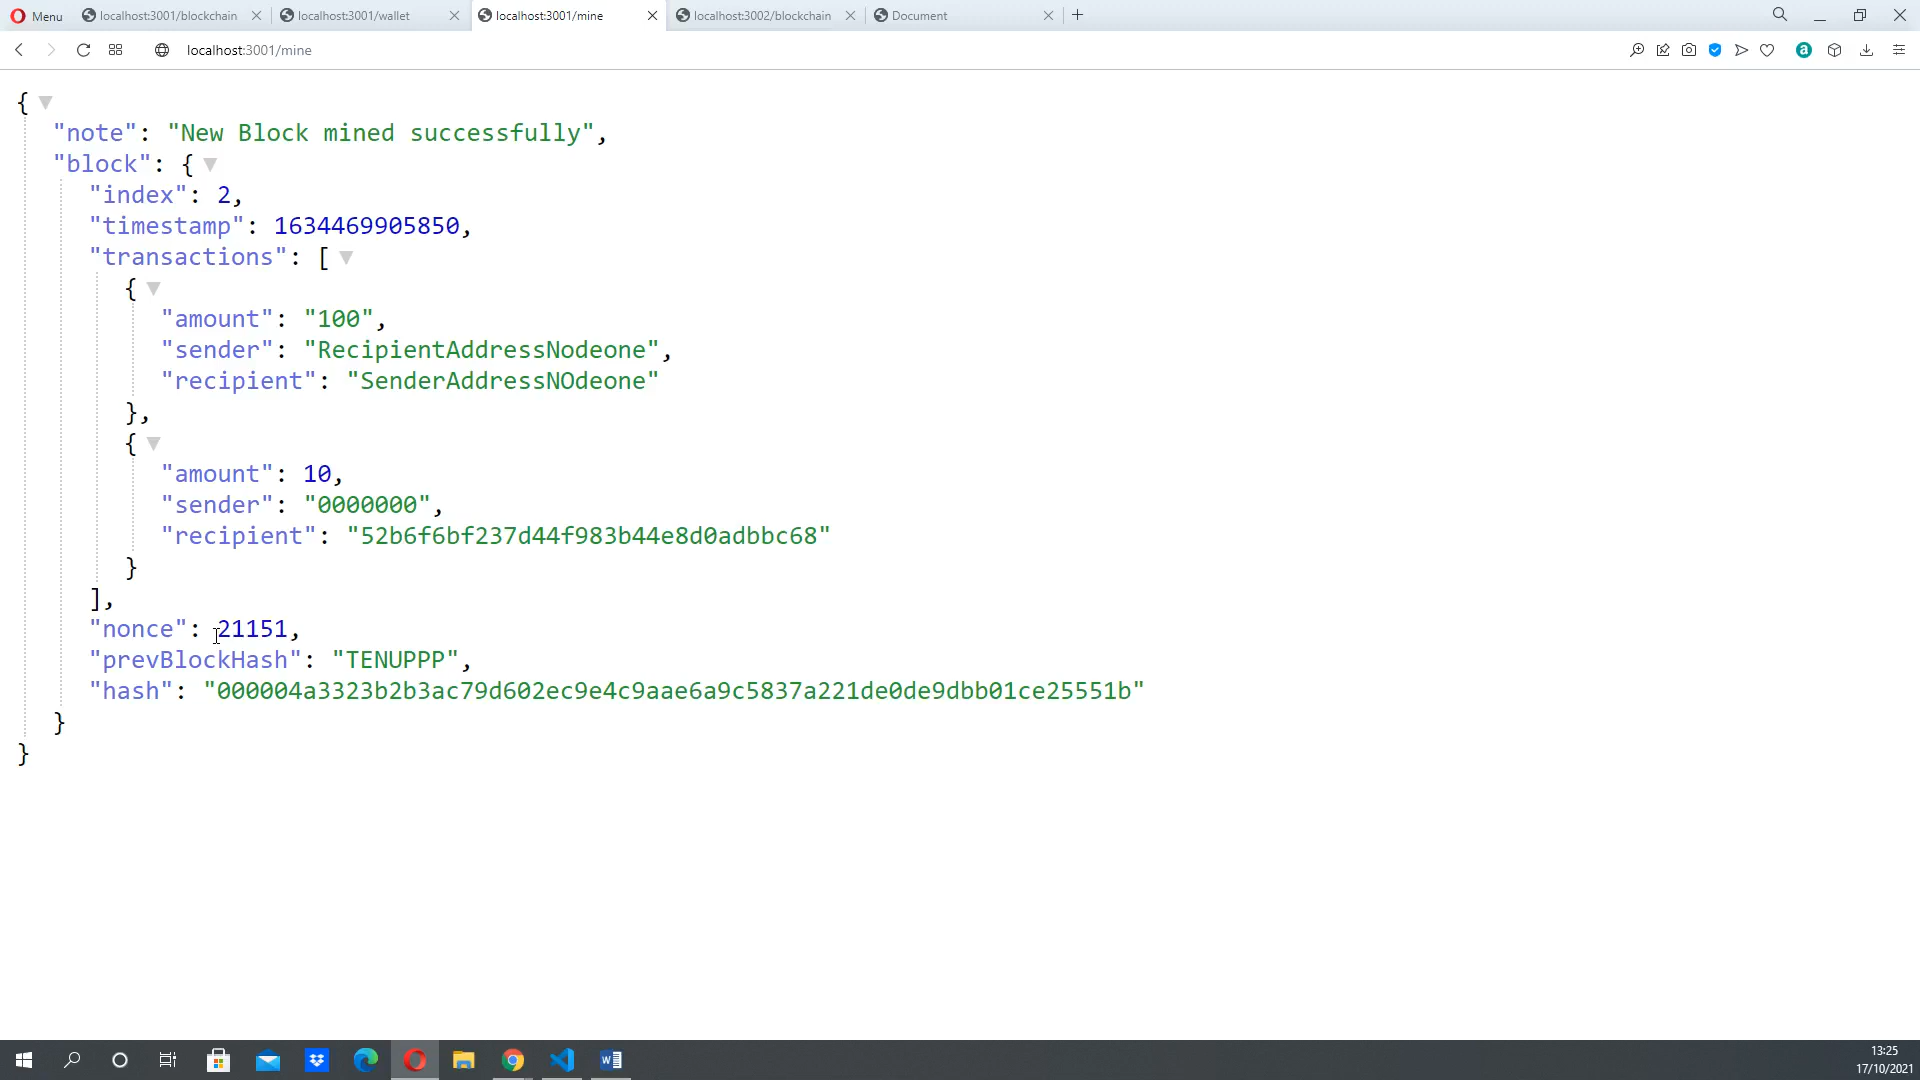 Menu
localhost:3001/blockchain
localhost:3001/wallet
localhost:3001/mine
localhost:3002/blockchain
Document
localhost:3001/mine
{
"note": "New Block mined successfully",
"block": {
"index": 2,
"timestamp": 1634469905850,
"transactions": [
{
"amount": "100",
"sender": "RecipientAddressNodeone",
"recipient": "SenderAddressNOdeone"
},
{
"amount": 10,
"sender": "0000000",
"recipient": "52b6f6bf237d44f983b44e8d0adbbc68"
}
],
"nonce": 21151,
"prevBlockHash": "TENUPPP",
"hash": "000004a3323b2b3ac79d602ec9e4c9aae6a9c5837a221de0de9dbb01ce25551b"
}
}
13:25
17/10/2021